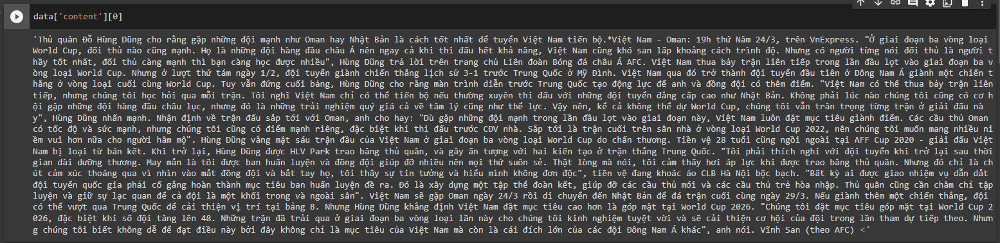 data['content'][0]
'Thủ quân Đỗ Hùng Dũng cho rằng gặp những đội mạnh như Oman hay Nhật Bản là cách tốt nhất để tuyển Việt Nam tiến bộ.*Việt Nam - Oman: 19h thứ Năm 24/3, trên VnExpress. "Ở giai đoạn ba vòng loại
World Cup, đối thủ nào cũng mạnh. Họ là những đội hàng đầu châu Á nên ngay cả khi thi đấu hết khả năng, Việt Nam cũng khó san lấp khoảng cách trình độ. Nhưng có người từng nói đối thủ là người t
hầy tốt nhất, đối thủ càng mạnh thì bạn càng học được nhiều", Hùng Dũng trả lời trên trang chủ Liên đoàn Bóng đá châu Á AFC. Việt Nam thua bảy trận liên tiếp trong lần đầu lọt vào giai đoạn ba v
òng loại World Cup. Nhưng ở lượt thứ tám ngày 1/2, đội tuyển giành chiến thắng lịch sử 3-1 trước Trung Quốc ở Mỹ Đình. Việt Nam qua đó trở thành đội tuyển đầu tiên ở Đông Nam Á giành một chiến t
hắng ở vòng loại cuối cùng World Cup. Tuy vẫn đứng cuối bảng, Hùng Dũng cho rằng màn trình diễn trước Trung Quốc tạo động lực để anh và đồng đội có thêm điểm. "Việt Nam có thể thua bảy trận liên
tiếp, nhưng chúng tôi học hỏi qua mỗi trận. Tôi nghĩ Việt Nam chỉ có thể tiến bộ nếu thường xuyên thi đấu với những đội tuyển đẳng cấp cao như Nhật Bản. Không phải lúc nào chúng tôi cũng có cơ h
ội gặp những đội hàng đầu châu lục, nhưng đó là những trải nghiệm quý giá cả về tâm lý cũng như thể lực. Vậy nên, kể cả không thể dự World Cup, chúng tôi vẫn trân trọng từng trận ở giải đấu nà
y", Hùng Dũng nhấn mạnh. Nhận định về trận đấu sắp tới với Oman, anh cho hay: "Dù gặp những đội mạnh trong lần đầu lọt vào giai đoạn này, Việt Nam luôn đặt mục tiêu giành điểm. Các cầu thủ Oman
có tốc độ và sức mạnh, nhưng chúng tôi cũng có điểm mạnh riêng, đặc biệt khi thi đấu trước CĐV nhà. Sắp tới là trận cuối trên sân nhà ở vòng loại World Cup 2022, nên chúng tôi muốn mang nhiều ni
ềm vui hơn nữa cho người hâm mộ". Hùng Dũng vắng mặt sáu trận đầu của Việt Nam ở giai đoạn ba vòng loại World Cup do chấn thương. Tiền vệ 28 tuổi cũng ngồi ngoài tại AFF Cup 2020 - giải đấu Việt
Nam bị loại từ bán kết. Khi trở lại, Hùng Dũng được HLV Park trao băng thủ quân, và gây ấn tượng với hai kiến tạo ở trận thắng Trung Quốc. "Tôi phải thích nghi với đội tuyển khi trở lại sau thời
gian dài dưỡng thương. May mắn là tôi được ban huấn luyện và đồng đội giúp đỡ nhiều nên mọi thứ suôn sẻ. Thật lòng mà nói, tôi cảm thấy hơi áp lực khi được trao băng thủ quân. Nhưng đó chỉ là ch
út cảm xúc thoáng qua vì nhìn vào mắt đồng đội và bắt tay họ, tôi thấy sự tin tưởng và hiểu mình không đơn độc", tiền vệ đang khoác áo CLB Hà Nội bộc bạch. "Bất kỳ ai được giao nhiệm vụ dẫn dắt
đội tuyển quốc gia phải cố gắng hoàn thành mục tiêu ban huấn luyện đề ra. Đó là xây dựng một tập thể đoàn kết, giúp đỡ các cầu thủ mới và các cầu thủ trẻ hòa nhập. Thủ quân cũng cần chăm chỉ tập
luyện và giữ sự lạc quan để cả đội là một khối trong và ngoài sân". Việt Nam sẽ gặp Oman ngày 24/3 rồi di chuyển đến Nhật Bản để đá trận cuối cùng ngày 29/3. Nếu giành thêm một chiến thắng, đội
có thể vượt qua Trung Quốc để cải thiện vị trí tại bảng B. Nhưng Hùng Dũng khẳng định Việt Nam đặt mục tiêu cao hơn là góp mặt tại World Cup 2026. "Chúng tôi đặt mục tiêu góp mặt tại World Cup 2
026, đặc biệt khi số đội tăng lên 48. Những trận đã trải qua ở giai đoạn ba vòng loại lần này cho chúng tôi kinh nghiệm tuyệt vời và sẽ cải thiện cơ hội của đội trong lần tham dự tiếp theo. Nhưn
g chúng tôi biết không dễ để đạt điều này bởi đây không chỉ là mục tiêu của Việt Nam mà còn là cái đích lớn của các đội Đông Nam Á khác", anh nói. Vĩnh San (theo AFC) <'